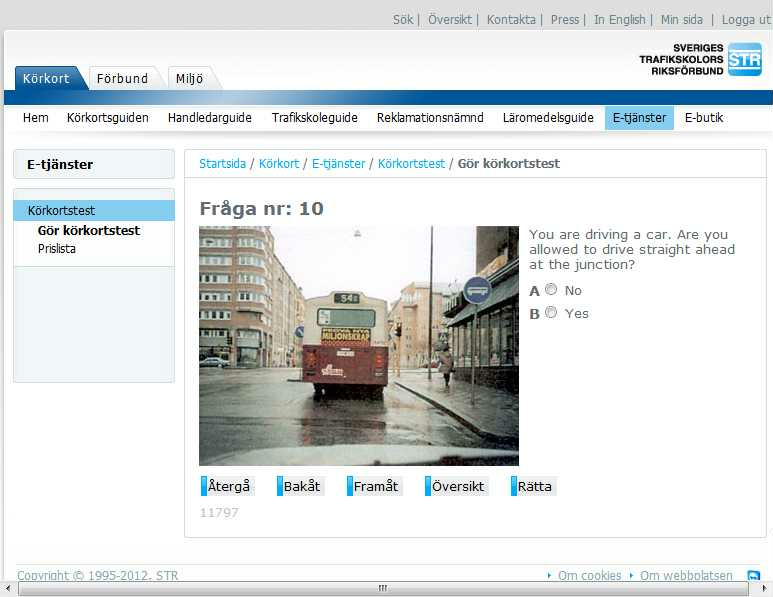 Sök | Översikt | Kontakta | Press | In English | Min sida | Logga ut
SVERIGES
TRAFIKSKOLORS
RIKSFÖRBUND
STR
Körkort Förbund Miljö
Hem Körkortsguiden Handledarguide Trafikskoleguide Reklamationsnämnd Läromedelsguide E-tjänster E-butik
E-tjänster
Körkortstest
Gör körkortstest
Prislista
Startsida / Körkort / E-tjänster / Körkortstest / Gör körkortstest
Fråga nr: 10
54
PROVA NYA
MILJONSKRAP
You are driving a car. Are you
allowed to drive straight ahead
at the junction?
A No
B Yes
Återgå Bakåt Framåt Översikt Rätta
11797
Copyright © 1995-2012, STR
Om cookies Om webbplatsen